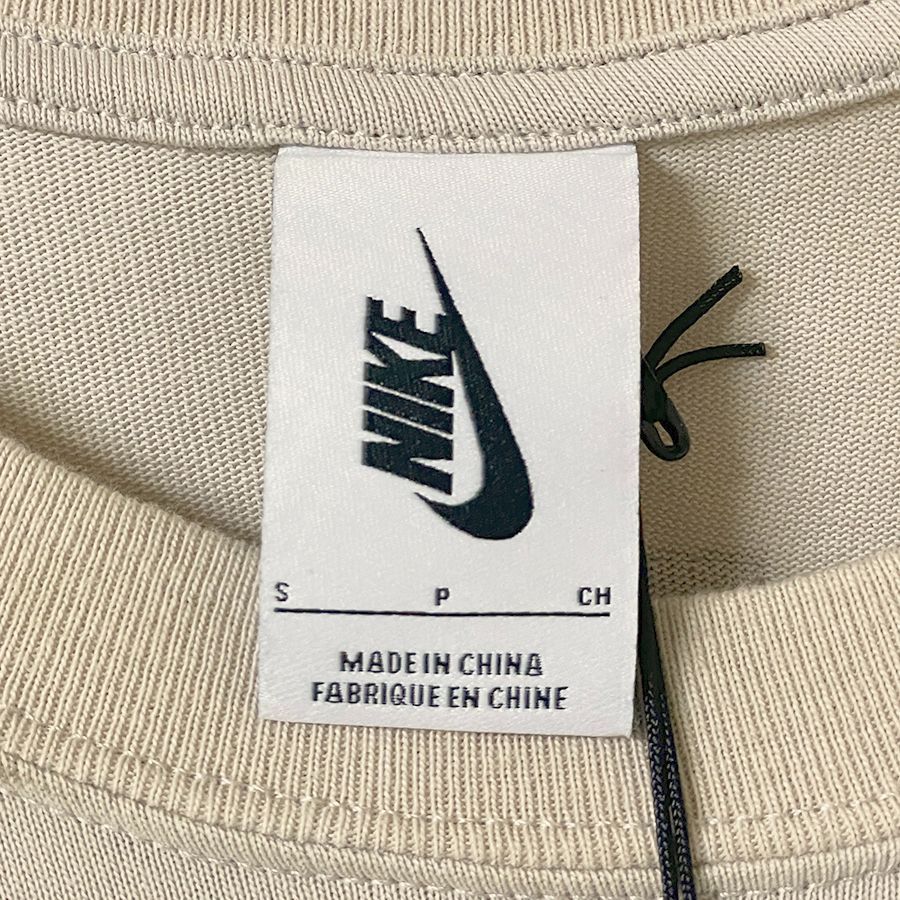 NIKE
S P CH
MADE IN CHINA
FABRIQUE EN CHINE